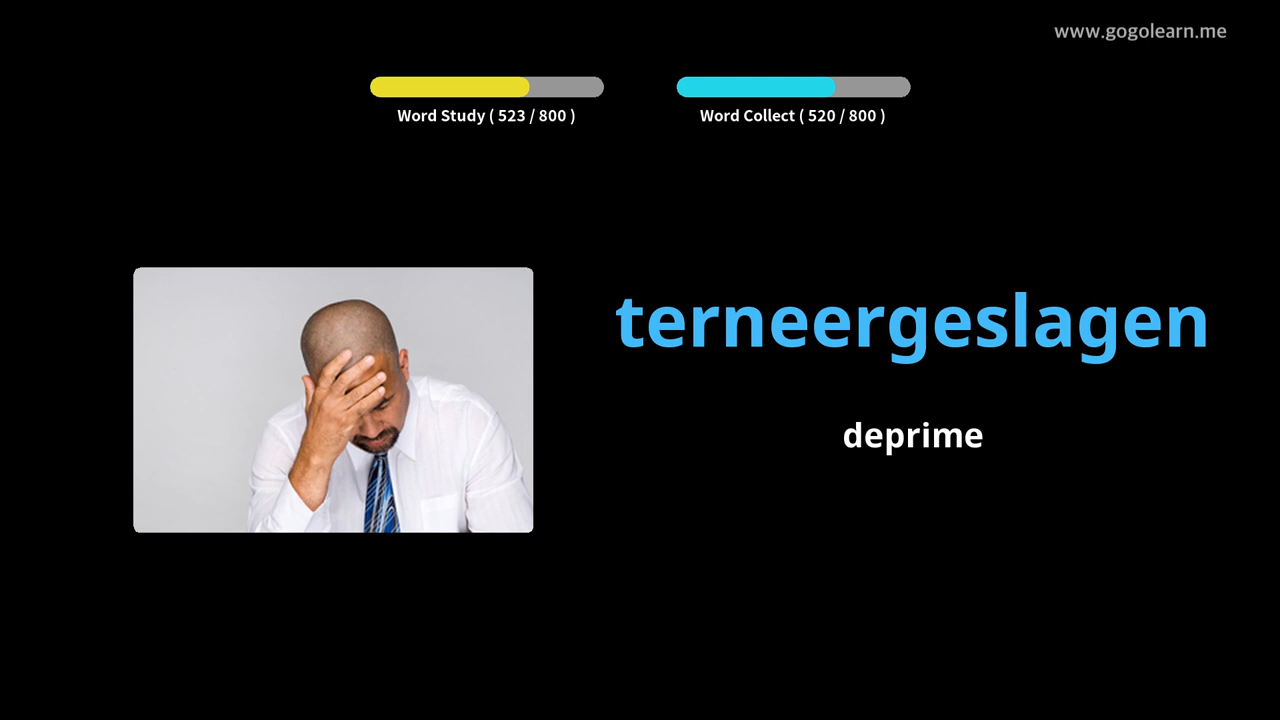 www.gogolearn.me
Word Study ( 523 / 800 )
Word Collect ( 520 / 800 )
terneergeslagen
deprime